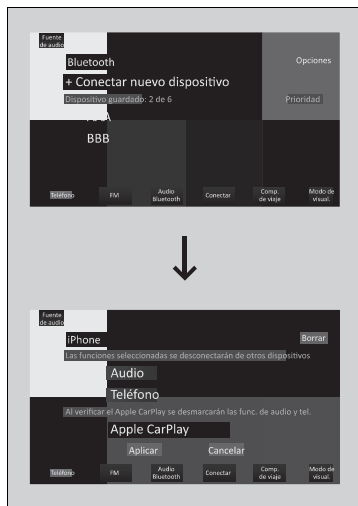 Fuente
de audio
Bluetooth
Opciones
+ Conectar nuevo dispositivo
Dispositivo guardado: 2 de 6
Prioridad
AAA
BBB
Teléfono
FM
Audio
Bluetooth
Conectar
Comp.
de viaje
Modo de
visual.
Fuente
de audio
iPhone
Borrar
Las funciones seleccionadas se desconectarán de otros dispositivos
Audio
Teléfono
Al verificar el Apple CarPlay se desmarcarán las func. de audio y tel.
Apple CarPlay
Aplicar
Cancelar
Teléfono
FM
Audio
Bluetooth
Conectar
Comp.
de viaje
Modo de
visual.